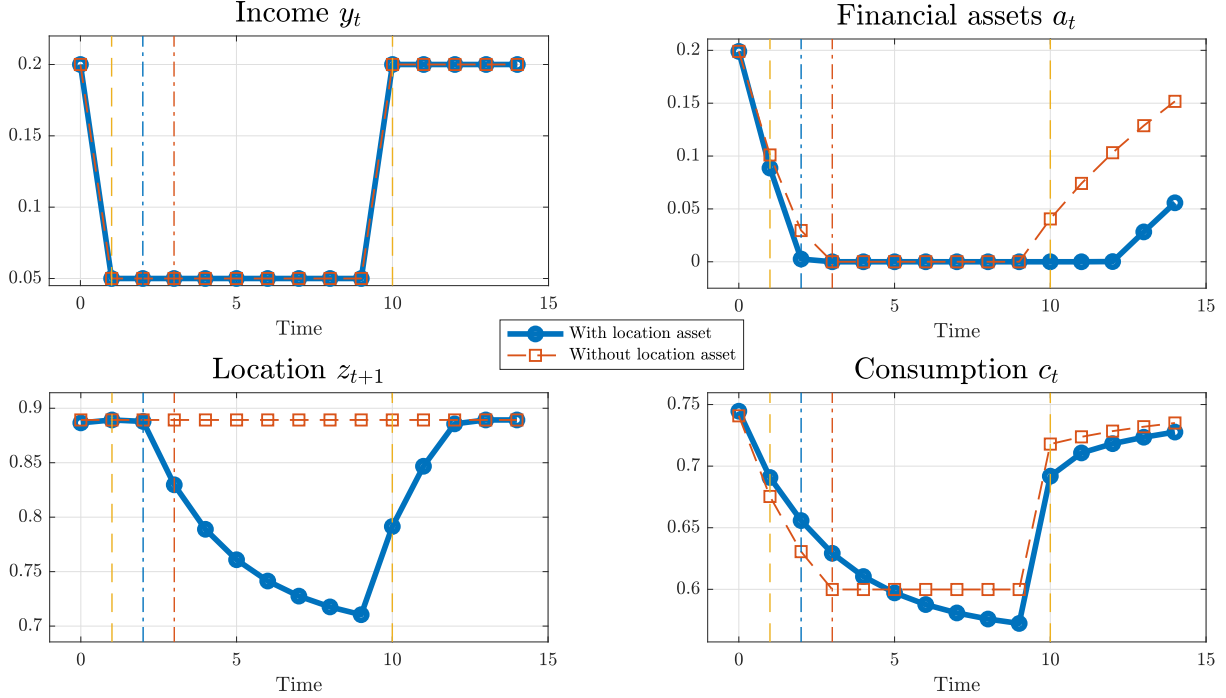 Income y_t
0.2
0.15
0.1
0.05
0 5 10 15
Time
Financial assets a_t
0.2
0.15
0.1
0.05
0
0 5 10 15
Time
With location asset
Without location asset
Location z_{t+1}
0.9
0.85
0.8
0.75
0.7
0 5 10 15
Time
Consumption c_t
0.75
0.7
0.65
0.6
0 5 10 15
Time